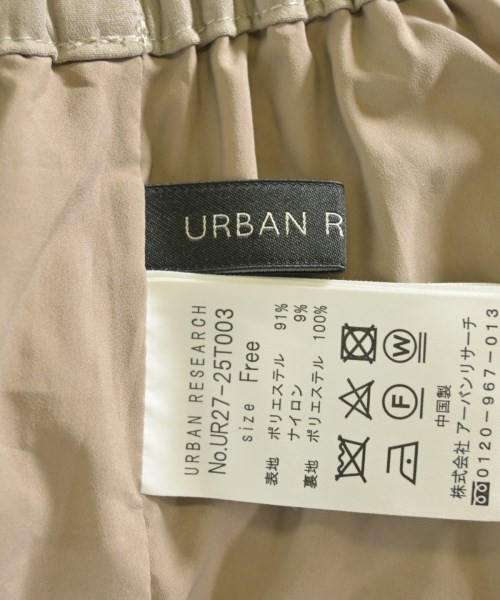 URBAN R
URBAN RESEARCH
No.UR27-25T003
size Free
表地 ポリエステル 91%
ナイロン 9%
裏地 ポリエステル 100%
W
F
中国製
株式会社 アーバンリサーチ
0120-967-013